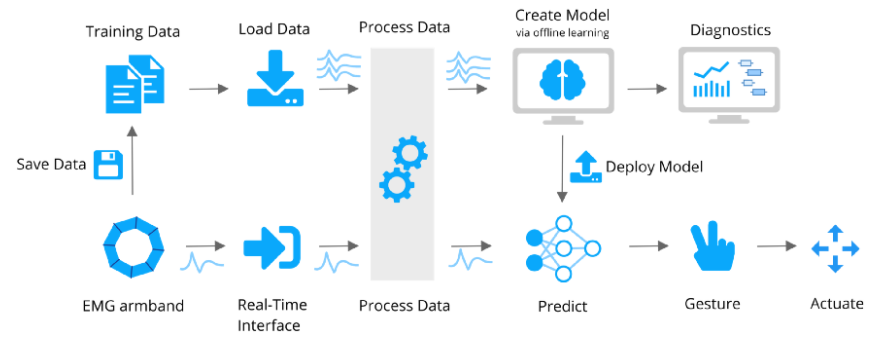 Training Data
Load Data
Process Data
Create Model
via offline learning
Diagnostics
Save Data
Deploy Model
EMG armband
Real-Time
Interface
Process Data
Predict
Gesture
Actuate